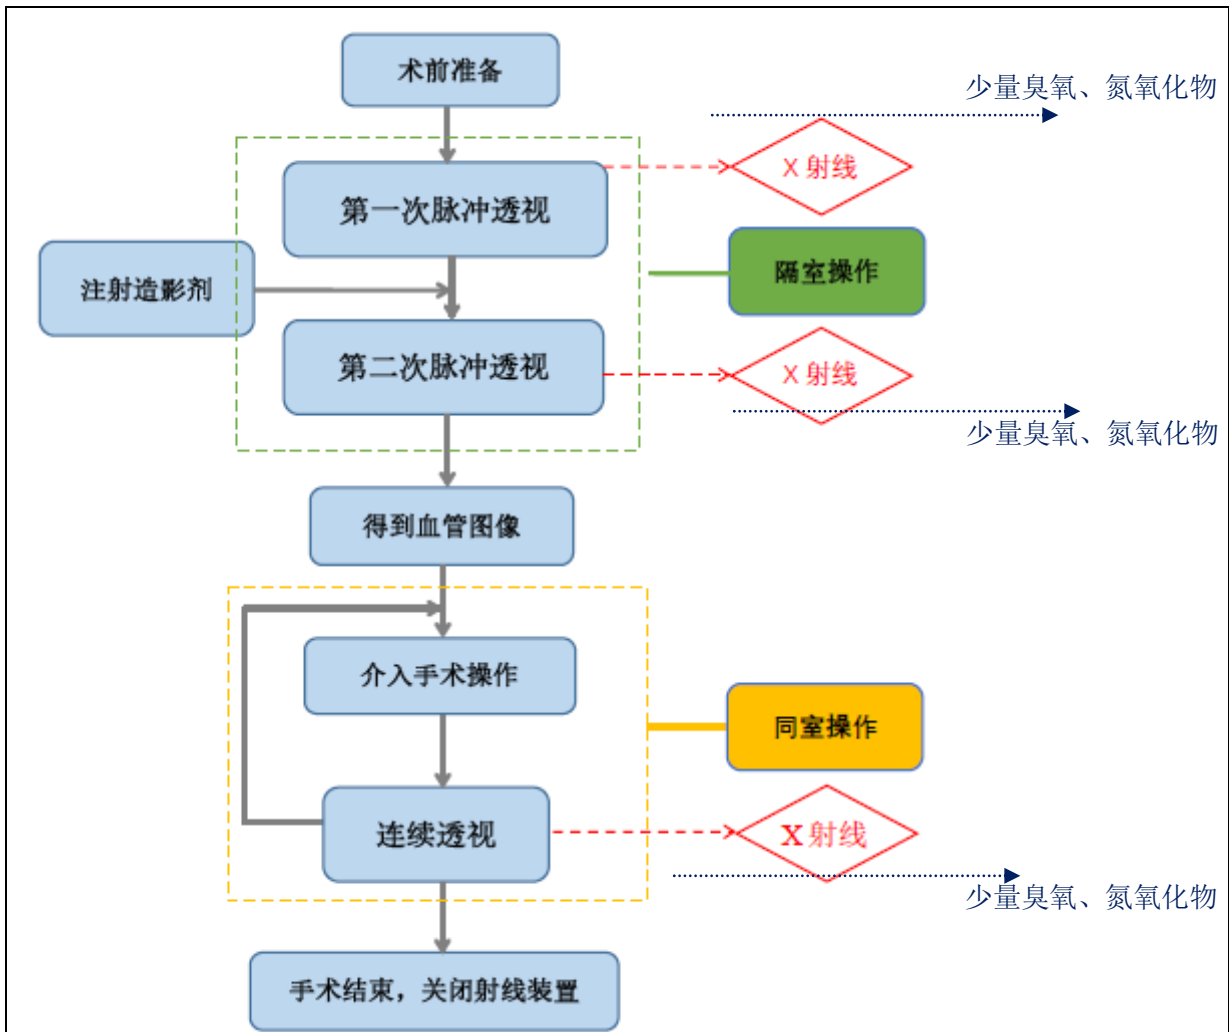 术前准备
少量臭氧、氮氧化物
X 射线
第一次脉冲透视
隔室操作
注射造影剂
第二次脉冲透视
X 射线
少量臭氧、氮氧化物
得到血管图像
介入手术操作
同室操作
连续透视
X 射线
少量臭氧、氮氧化物
手术结束，关闭射线装置